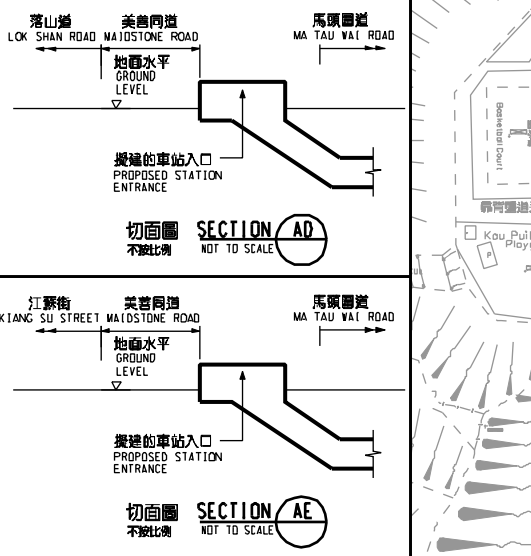 落山道 美善同道 馬頭圍道
LOK SHAN ROAD MAIDSTONE ROAD MA TAU WAI ROAD
地面水平
GROUND
LEVEL
擬建的車站入口
PROPOSED STATION
ENTRANCE
切面圖 SECTION AD
不按比例 NOT TO SCALE
江蘇街 美善同道 馬頭圍道
KIANG SU STREET MAIDSTONE ROAD MA TAU WAI ROAD
地面水平
GROUND
LEVEL
擬建的車站入口
PROPOSED STATION
ENTRANCE
切面圖 SECTION AE
不按比例 NOT TO SCALE
Basketball Court
Kau Pui
Play